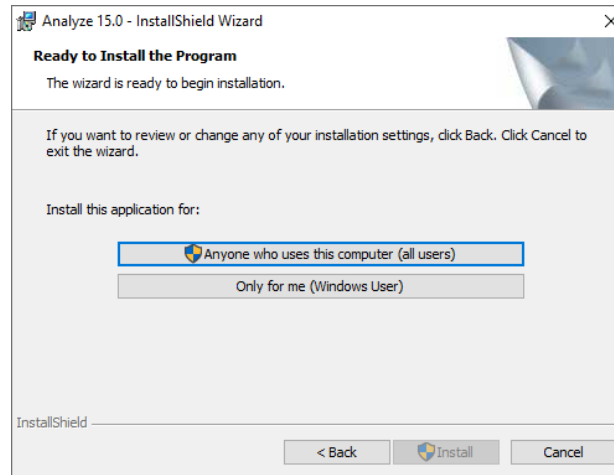 Analyze 15.0 - InstallShield Wizard
Ready to Install the Program
The wizard is ready to begin installation.
If you want to review or change any of your installation settings, click Back. Click Cancel to
exit the wizard.
Install this application for:
Anyone who uses this computer (all users)
Only for me (Windows User)
InstallShield
< Back
Install
Cancel